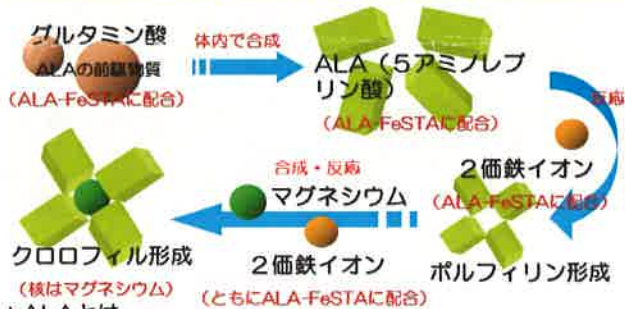 グルタミン酸
ALAの前駆物質
(ALA-FeSTAに配合)
体内で合成
ALA(5アミノレブ
リン酸)
(ALA-FeSTAに配合)
反応
2価鉄イオン
(ALA-FeSTAに配合)
ポルフィリン形成
合成・反応
マグネシウム
2価鉄イオン
(ともにALA-FeSTAに配合)
クロロフィル形成
(核はマグネシウム)
ALAとは